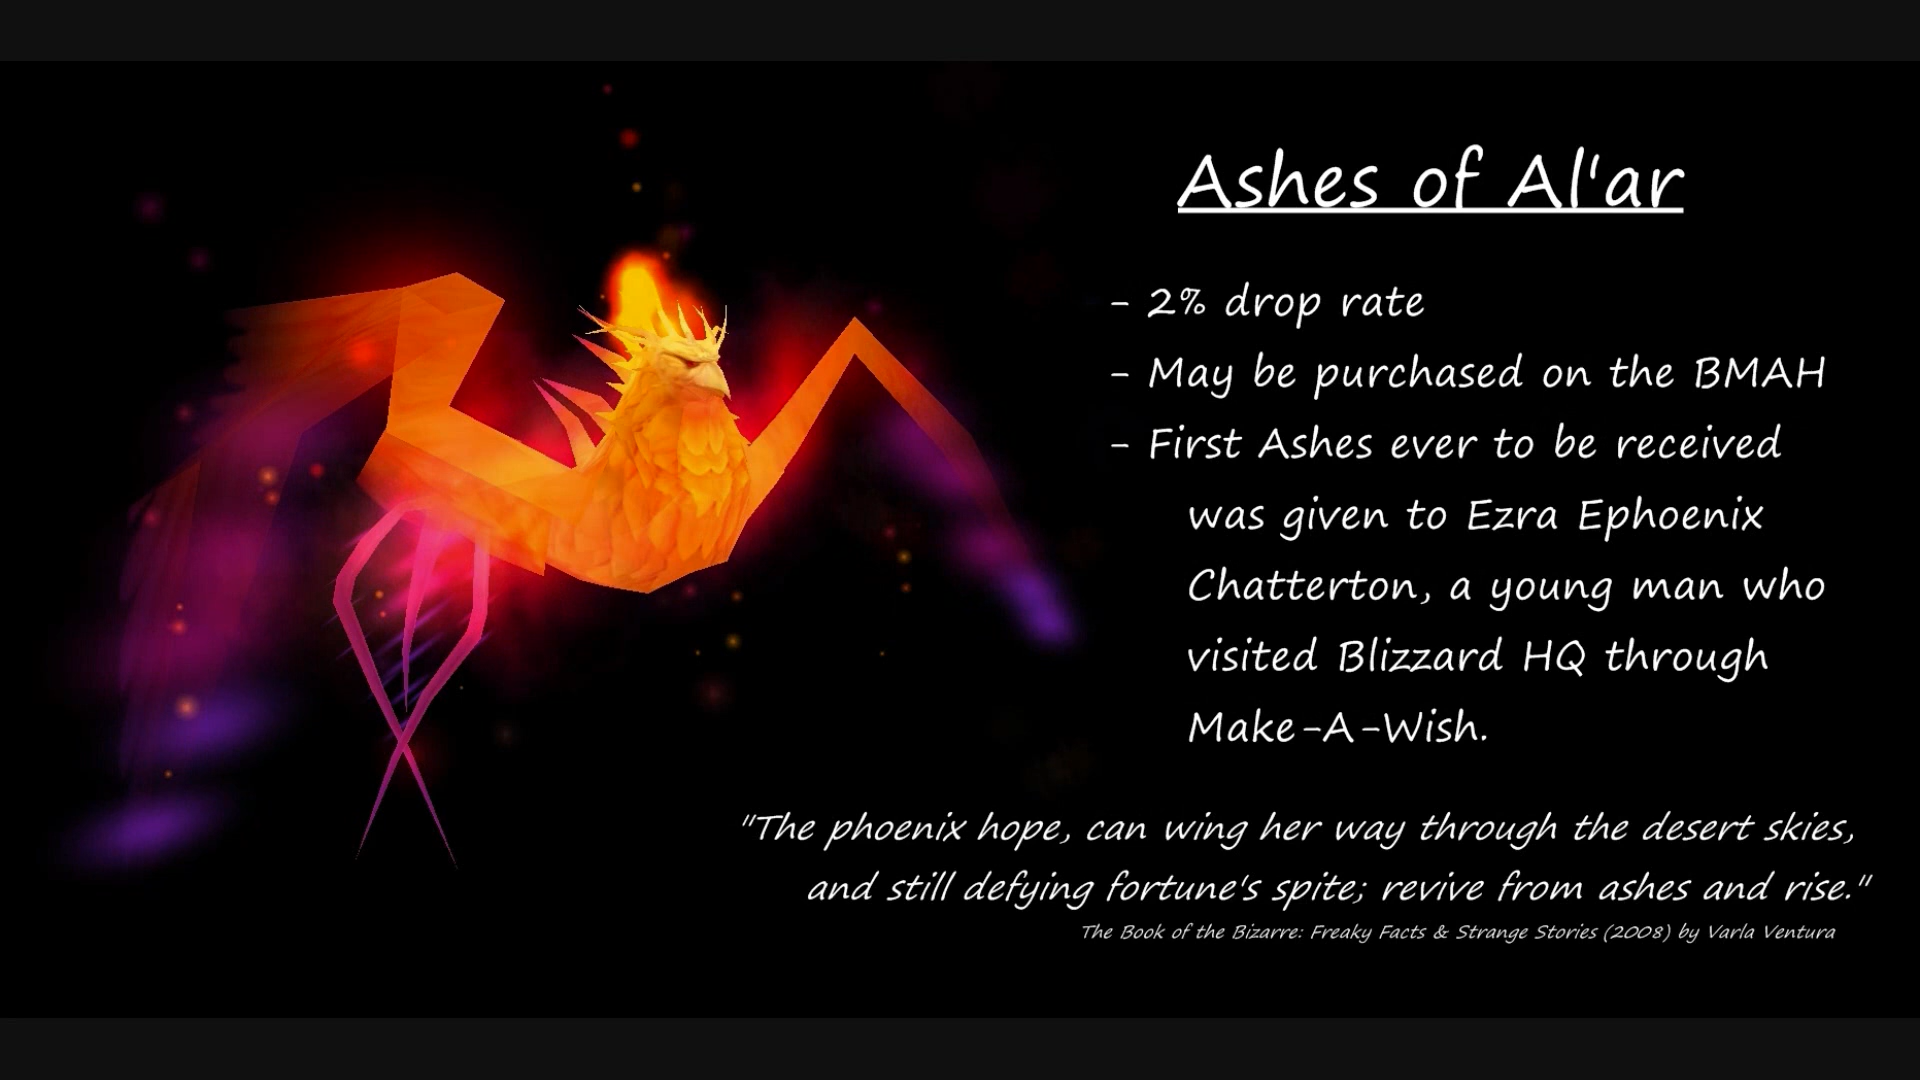 Ashes of Al'ar
- 2% drop rate
- May be purchased on the BMAH
- First Ashes ever to be received
was given to Ezra Ephoenix
Chatterton, a young man who
visited Blizzard HQ through
Make-A-Wish.
"The phoenix hope, can wing her way through the desert skies,
and still defying fortune's spite; revive from ashes and rise."
The Book of the Bizarre: Freaky Facts & Strange Stories (2008) by Varla Ventura